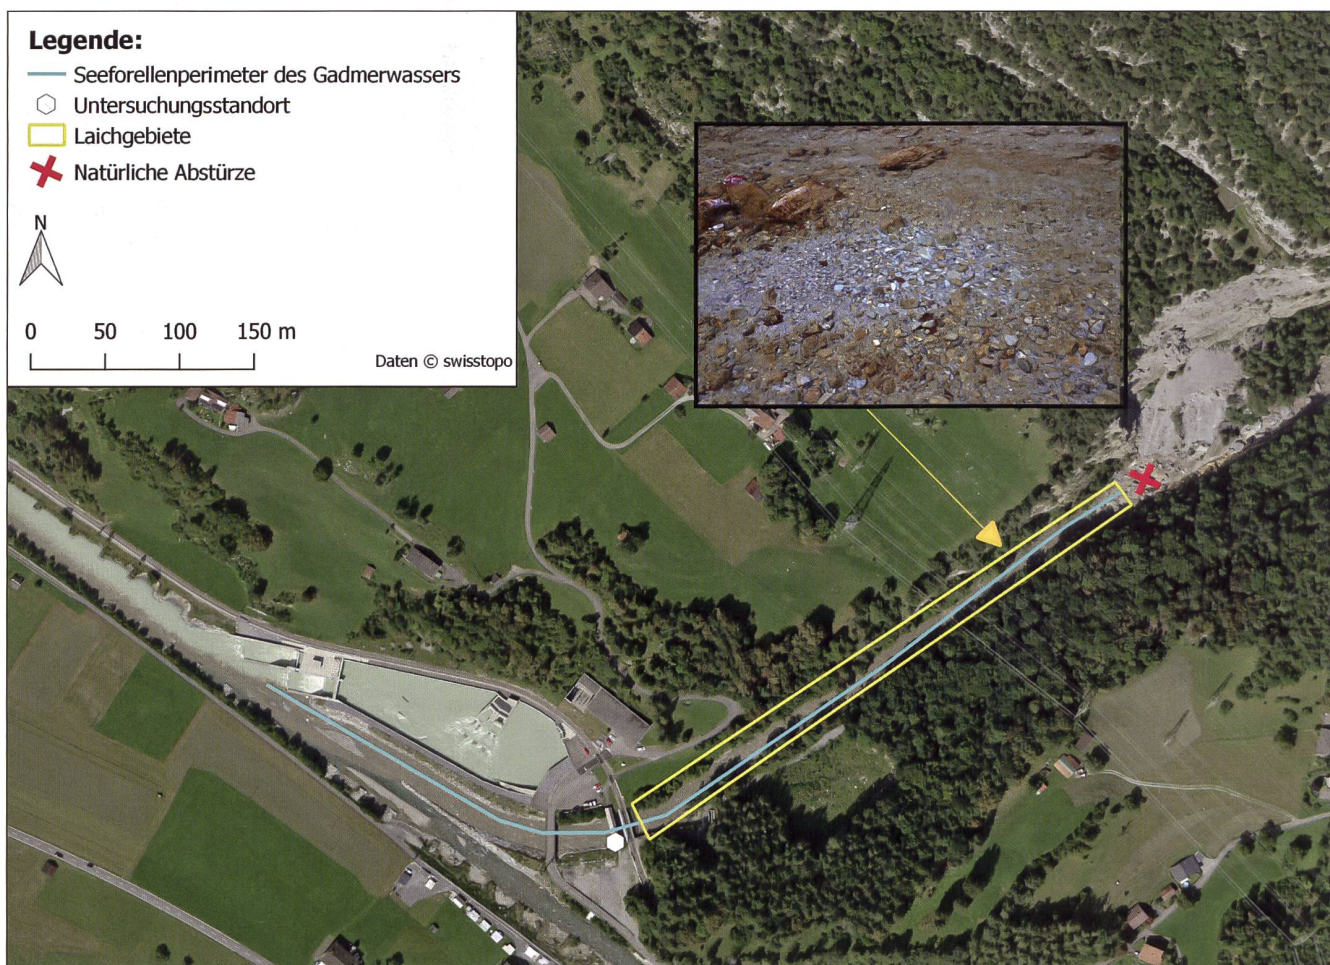 Legende:
Seeforellenperimeter des Gadmerwassers
Untersuchungsstandort
Laichgebiete
Natürliche Abstürze
N
0 50 100 150 m
Daten © swisstopo